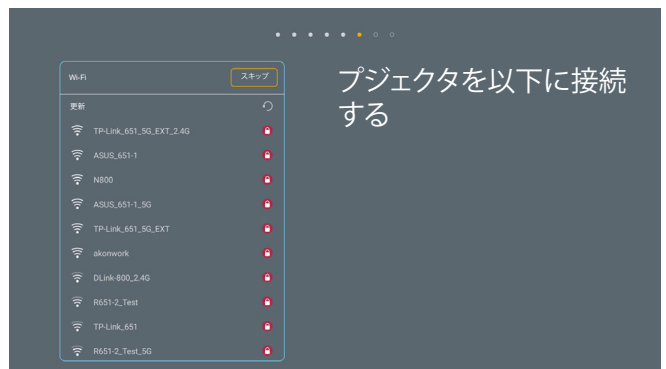 Wi-Fi
スキップ
更新
TP-Link_651_5G_EXT_2.4G
ASUS_651-1
N800
ASUS_651-1_5G
TP-Link_651_5G_EXT
akonwork
DLink-800_2.4G
R651-2_Test
TP-Link_651
R651-2_Test_5G
プジェクタを以下に接続
する